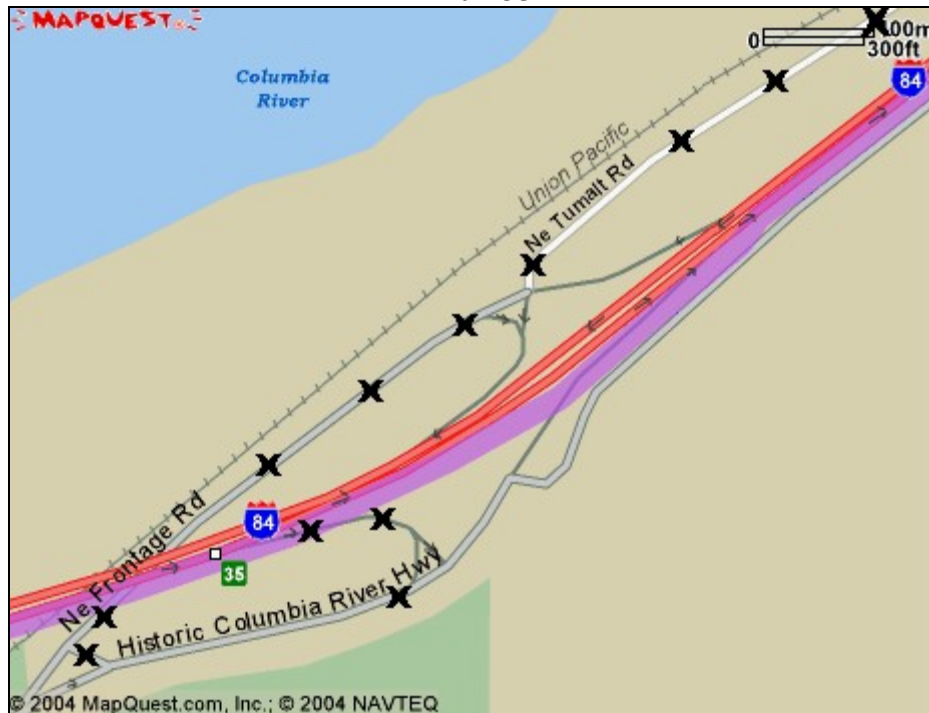 MAPQUEST
100m
0
300ft
84
Columbia
River
Union Pacific
Ne Tumalt Rd
84
Ne Frontage Rd
35
Historic Columbia River Hwy
© 2004 MapQuest.com, Inc.; © 2004 NAVTEQ